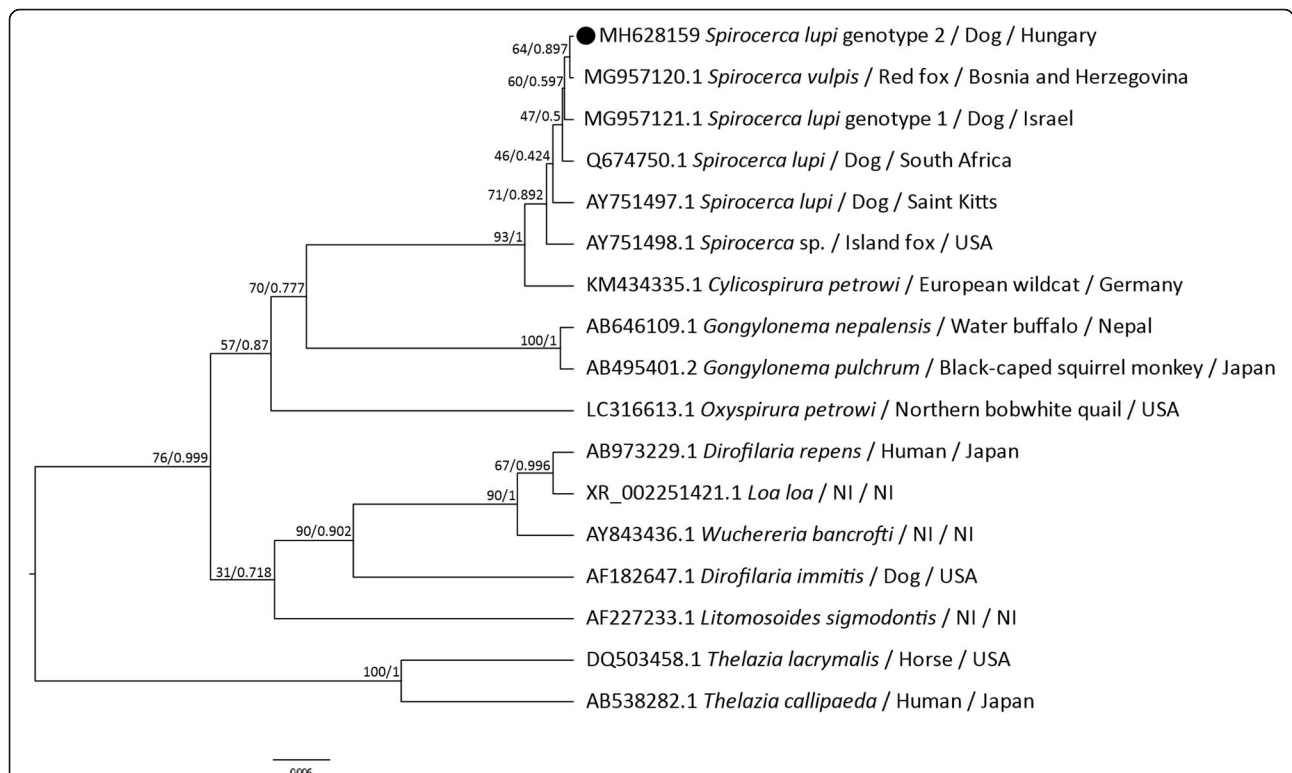 MH628159 Spirocerca lupi genotype 2 / Dog / Hungary
64/0.897
MG957120.1 Spirocerca vulpis / Red fox / Bosnia and Herzegovina
60/0.597
MG957121.1 Spirocerca lupi genotype 1 / Dog / Israel
47/0.5
Q674750.1 Spirocerca lupi / Dog / South Africa
46/0.424
AY751497.1 Spirocerca lupi / Dog / Saint Kitts
71/0.892
AY751498.1 Spirocerca sp. / Island fox / USA
93/1
KM434335.1 Cylicospirura petrowi / European wildcat / Germany
70/0.777
AB646109.1 Gongylonema nepalensis / Water buffalo / Nepal
100/1
57/0.87
AB495401.2 Gongylonema pulchrum / Black-caped squirrel monkey / Japan
LC316613.1 Oxyspirura petrowi / Northern bobwhite quail / USA
AB973229.1 Dirofilaria repens / Human / Japan
76/0.999
67/0.996
XR_002251421.1 Loa loa / NI / NI
90/1
AY843436.1 Wuchereria bancrofti / NI / NI
90/0.902
AF182647.1 Dirofilaria immitis / Dog / USA
31/0.718
AF227233.1 Litomosoides sigmodontis / NI / NI
DQ503458.1 Thelazia lacrymalis / Horse / USA
100/1
AB538282.1 Thelazia callipaeda / Human / Japan